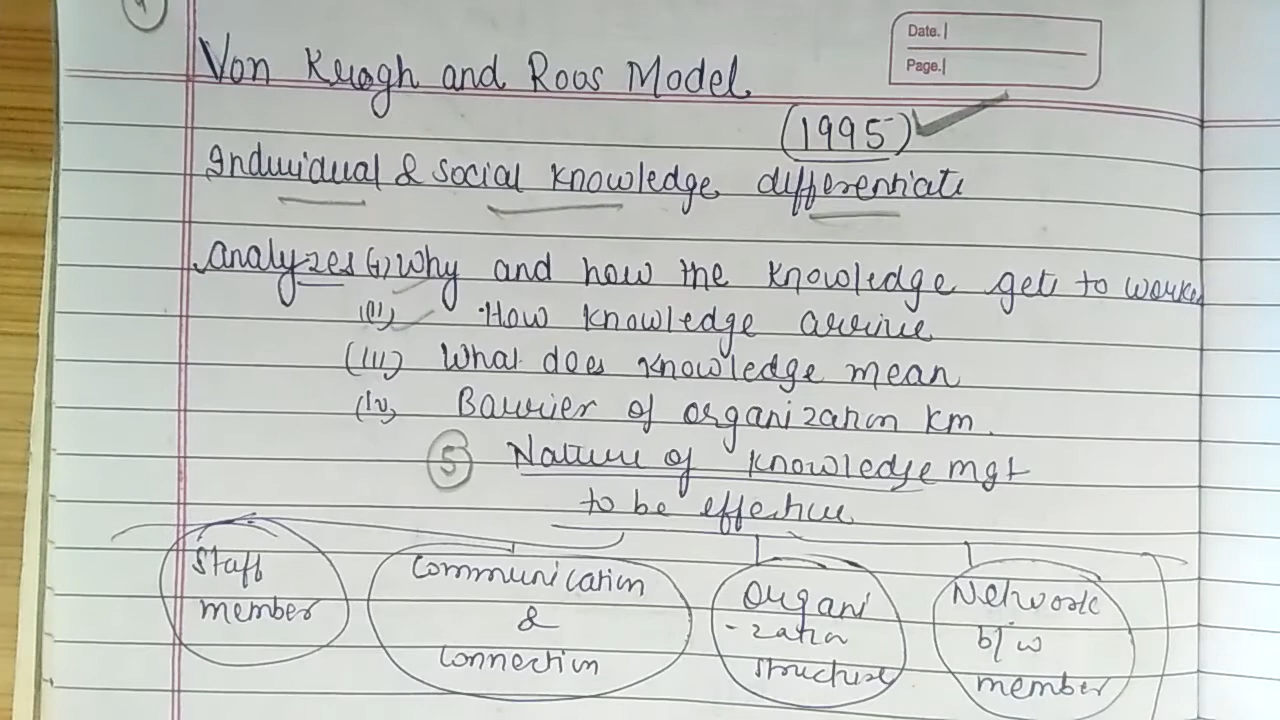 Date.
Page.
Von Krogh and Roos Model
(1995)
Individual & social knowledge differentiate
Analyzes (i) Why and how the knowledge gets to worker
(ii) How knowledge arrive
(iii) What does knowledge mean
(iv) Barrier of organization km.
5 Nature of knowledge mgt
to be effective
Staff
member
Communication
&
Connection
Organi
-zation
structure
Network
b/w
member